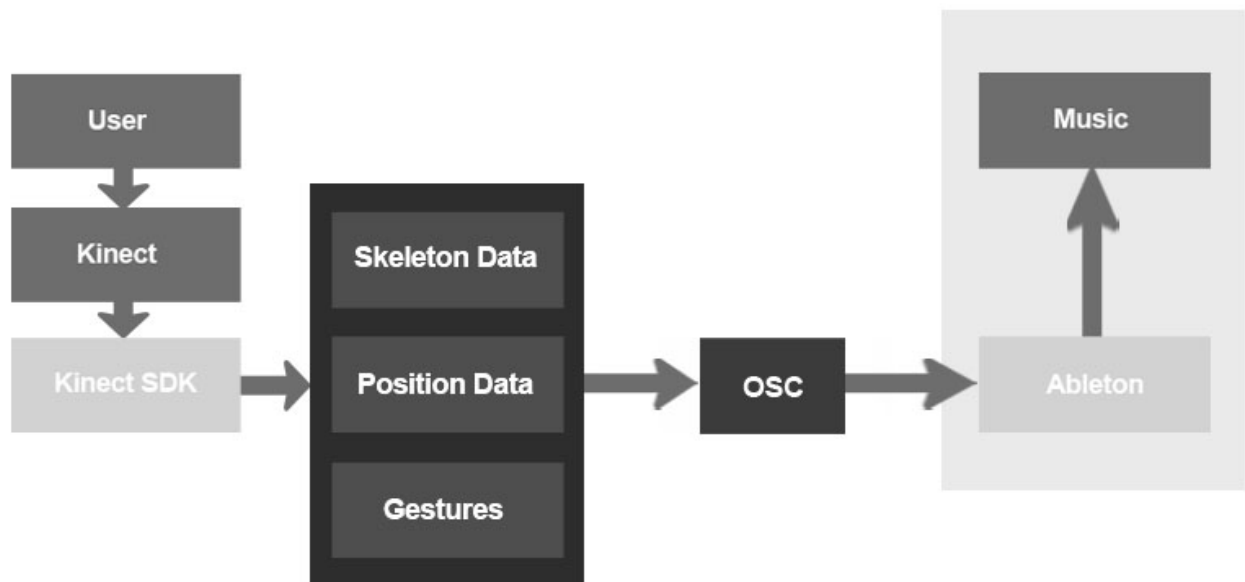 User
Kinect
Kinect SDK
Skeleton Data
Position Data
Gestures
OSC
Music
Ableton